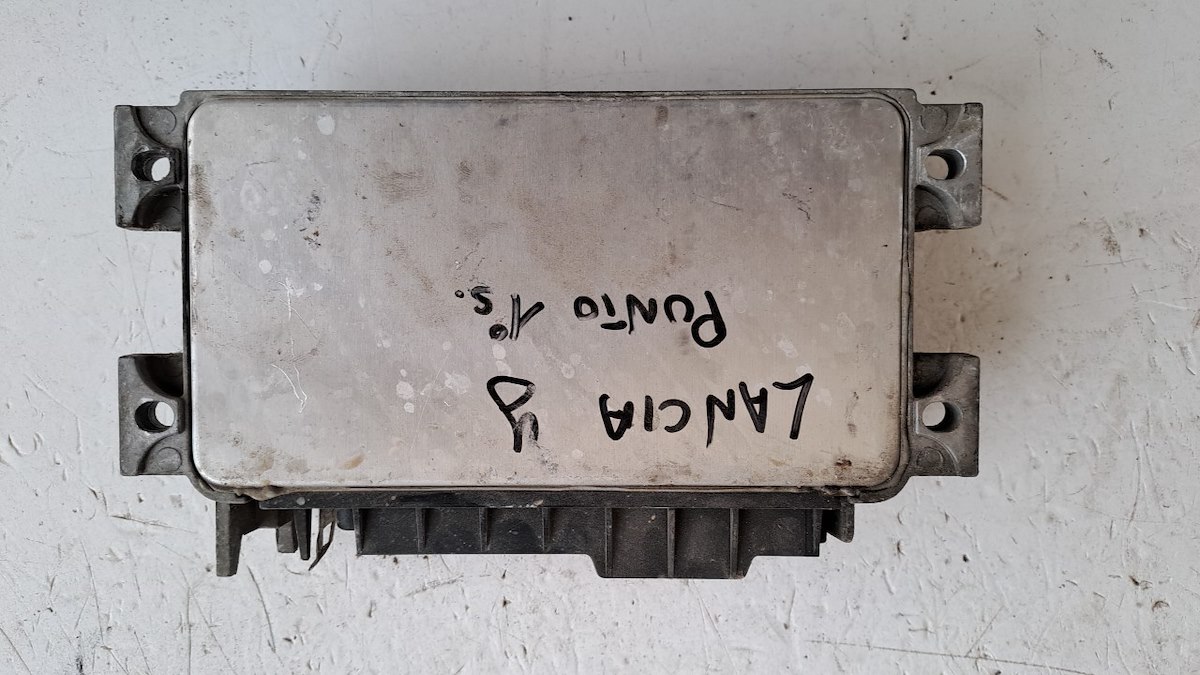 LANCIA Y
PUNTO 1°s.